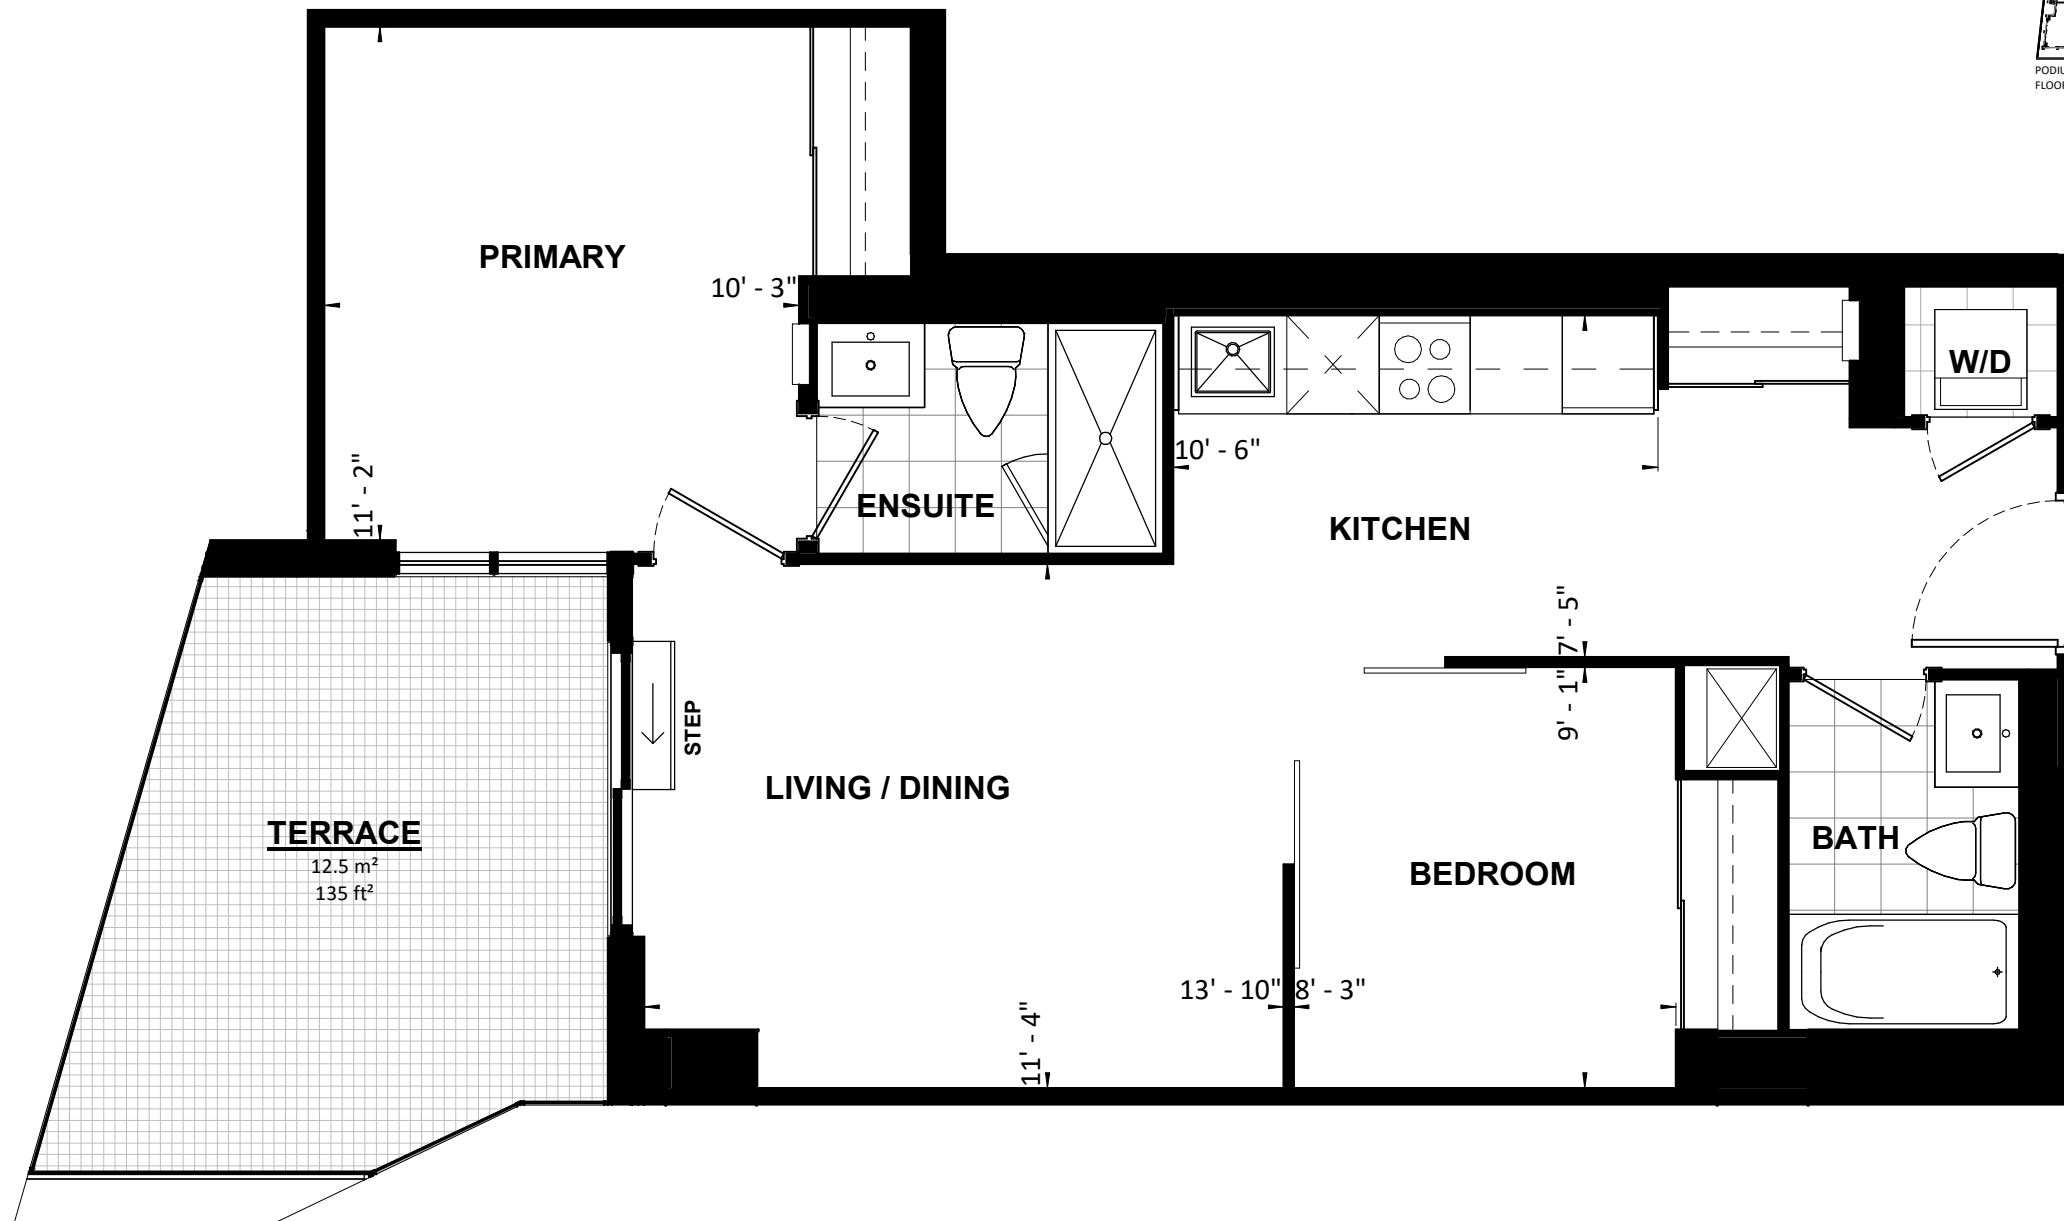 PRIMARY
10' - 3"
11' - 2"
ENSUITE
10' - 6"
KITCHEN
W/D
7' - 5"
9' - 1"
STEP
LIVING / DINING
TERRACE
12.5 m²
135 ft²
BEDROOM
BATH
13' - 10"
8' - 3"
11' - 4"